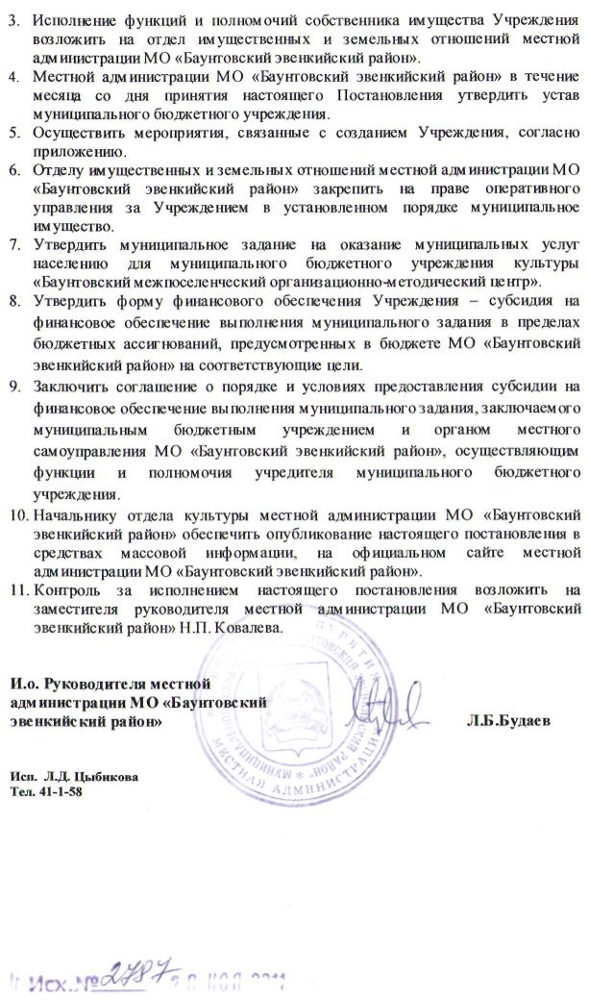 3. Исполнение функций и полномочий собственника имущества Учреждения
возложить на отдел имущественных и земельных отношений местной
администрации МО «Баунтовский эвенкийский район».
4. Местной администрации МО «Баунтовский эвенкийский район» в течение
месяца со дня принятия настоящего Постановления утвердить устав
муниципального бюджетного учреждения.
5. Осуществить мероприятия, связанные с созданием Учреждения, согласно
приложению.
6. Отделу имущественных и земельных отношений местной администрации МО
«Баунтовский эвенкийский район» закрепить на праве оперативного
управления за Учреждением в установленном порядке муниципальное
имущество.
7. Утвердить муниципальное задание на оказание муниципальных услуг
населению для муниципального бюджетного учреждения культуры
«Баунтовский межпоселенческий организационно-методический центр».
8. Утвердить форму финансового обеспечения Учреждения – субсидия на
финансовое обеспечение выполнения муниципального задания в пределах
бюджетных ассигнований, предусмотренных в бюджете МО «Баунтовский
эвенкийский район» на соответствующие цели.
9. Заключить соглашение о порядке и условиях предоставления субсидии на
финансовое обеспечение выполнения муниципального задания, заключаемого
муниципальным бюджетным учреждением и органом местного
самоуправления МО «Баунтовский эвенкийский район», осуществляющим
функции и полномочия учредителя муниципального бюджетного
учреждения.
10. Начальнику отдела культуры местной администрации МО «Баунтовский
эвенкийский район» обеспечить опубликование настоящего постановления в
средствах массовой информации, на официальном сайте местной
администрации МО «Баунтовский эвенкийский район».
11. Контроль за исполнением настоящего постановления возложить на
заместителя руководителя местной администрации МО «Баунтовский
эвенкийский район» Н.П. Ковалева.
И.о. Руководителя местной
администрации МО «Баунтовский
эвенкийский район» Л.Б.Будаев
МЕСТНАЯ АДМИНИСТРАЦИЯ
РАЙОН" * МУНИЦИПАЛЬНОГО
Исп. Л.Д. Цыбикова
Тел. 41-1-58
Исх.№ 2787